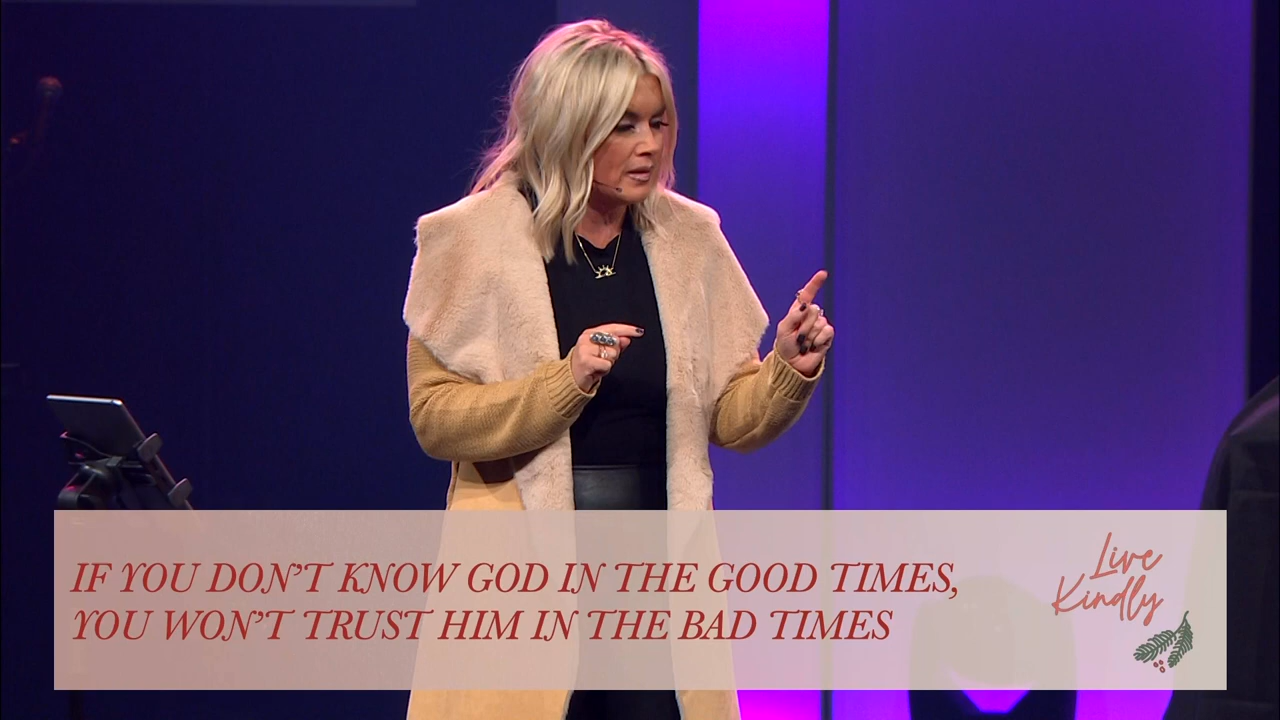 IF YOU DON'T KNOW GOD IN THE GOOD TIMES,
YOU WON'T TRUST HIM IN THE BAD TIMES
Live
Kindly